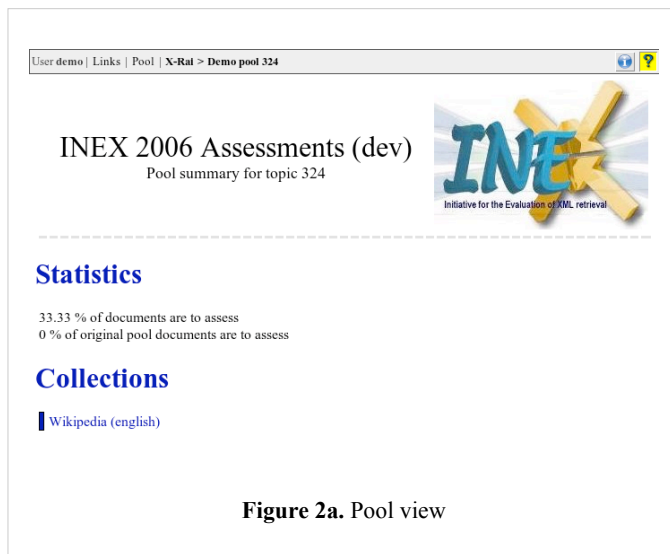 User demo | Links | Pool | X-Rai > Demo pool 324
INEX 2006 Assessments (dev)
Pool summary for topic 324
INEX
Initiative for the Evaluation of XML retrieval
Statistics
33.33 % of documents are to assess
0 % of original pool documents are to assess
Collections
Wikipedia (english)
Figure 2a. Pool view